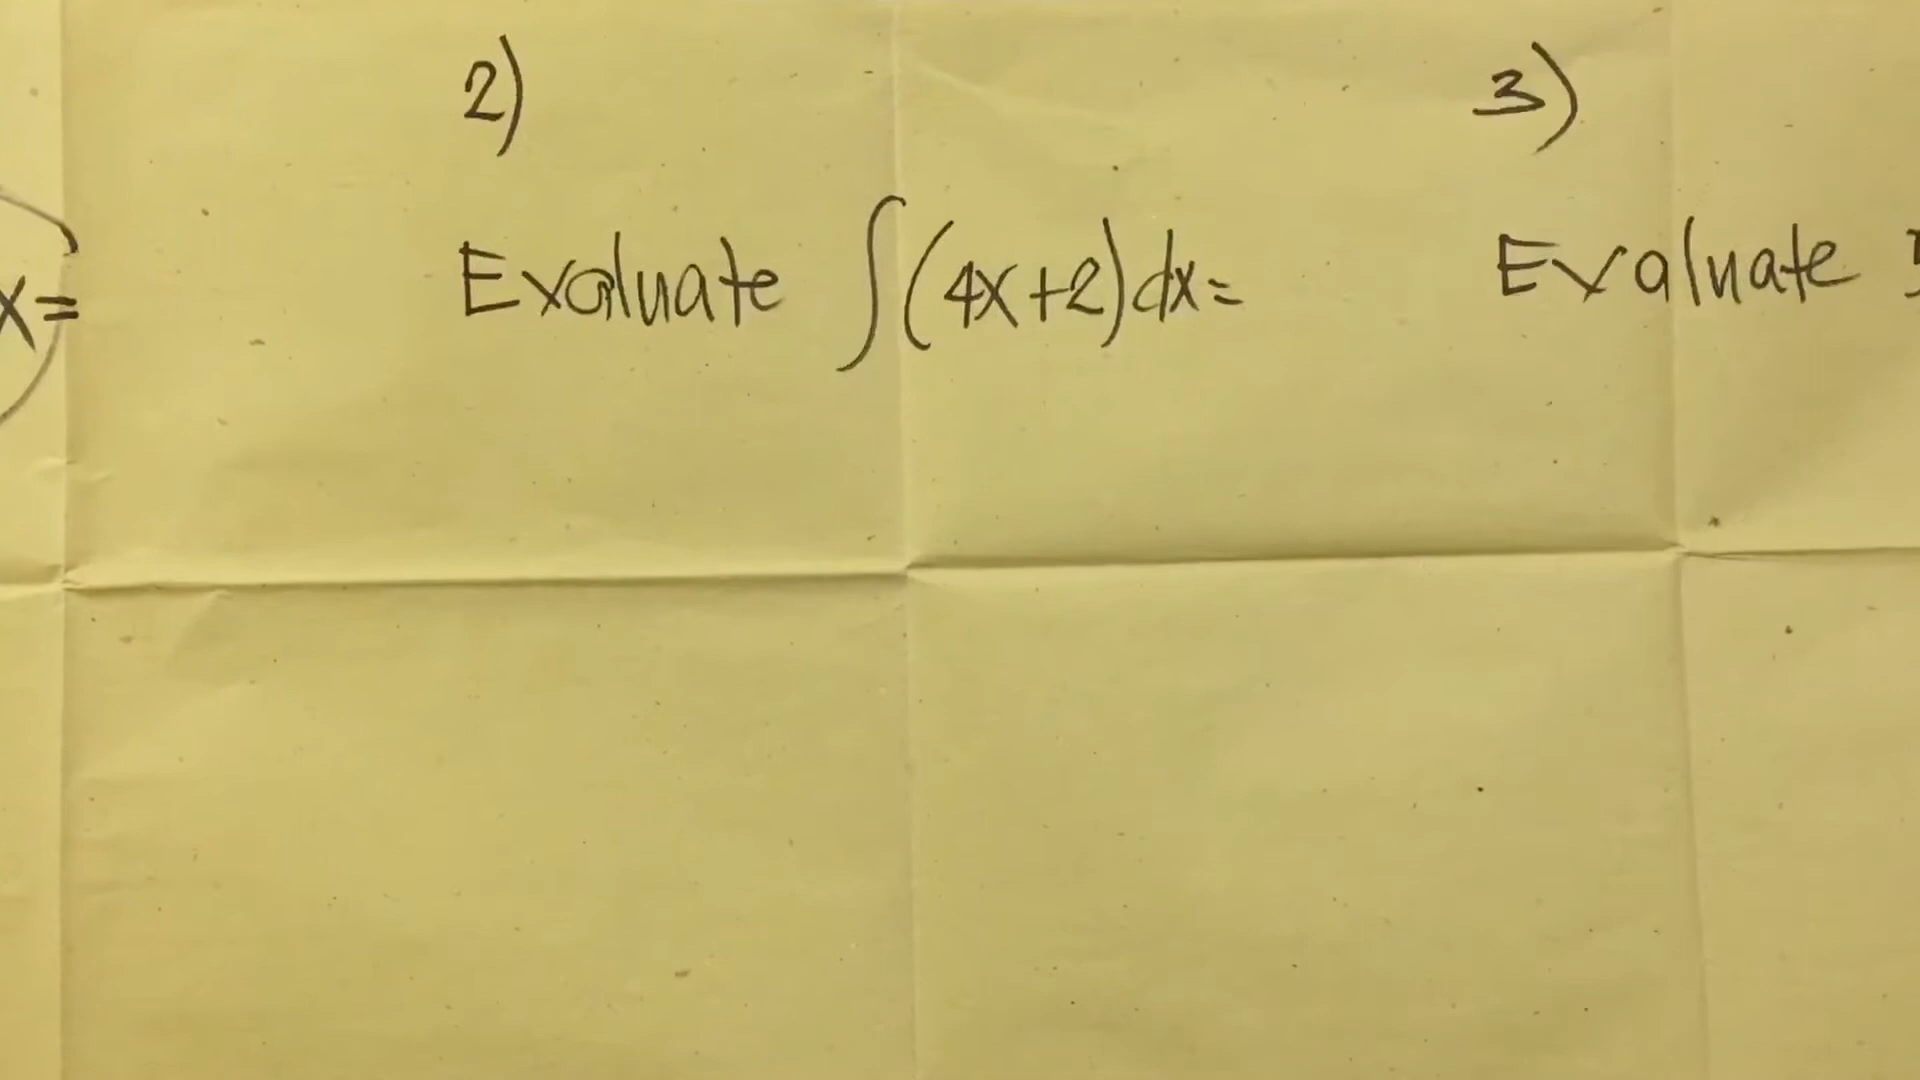 2)
3)
x=
Evaluate ∫(4x+2)dx=
Evaluate